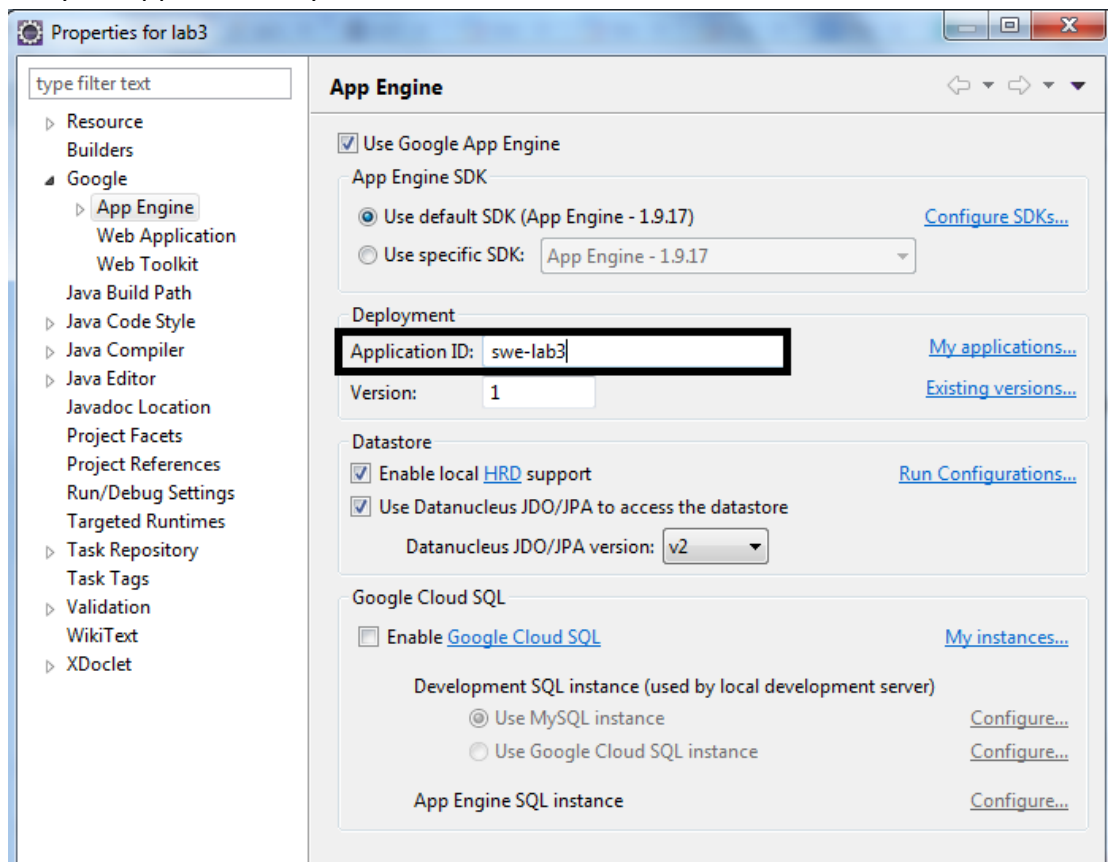 Properties for lab3
type filter text
Resource
Builders
Google
App Engine
Web Application
Web Toolkit
Java Build Path
Java Code Style
Java Compiler
Java Editor
Javadoc Location
Project Facets
Project References
Run/Debug Settings
Targeted Runtimes
Task Repository
Task Tags
Validation
WikiText
XDoclet
App Engine
Use Google App Engine
App Engine SDK
Use default SDK (App Engine - 1.9.17) Configure SDKs...
Use specific SDK: App Engine - 1.9.17
Deployment
Application ID: swe-lab3 My applications...
Version: 1 Existing versions...
Datastore
Enable local HRD support Run Configurations...
Use Datanucleus JDO/JPA to access the datastore
Datanucleus JDO/JPA version: v2
Google Cloud SQL
Enable Google Cloud SQL My instances...
Development SQL instance (used by local development server)
Use MySQL instance Configure...
Use Google Cloud SQL instance Configure...
App Engine SQL instance Configure...